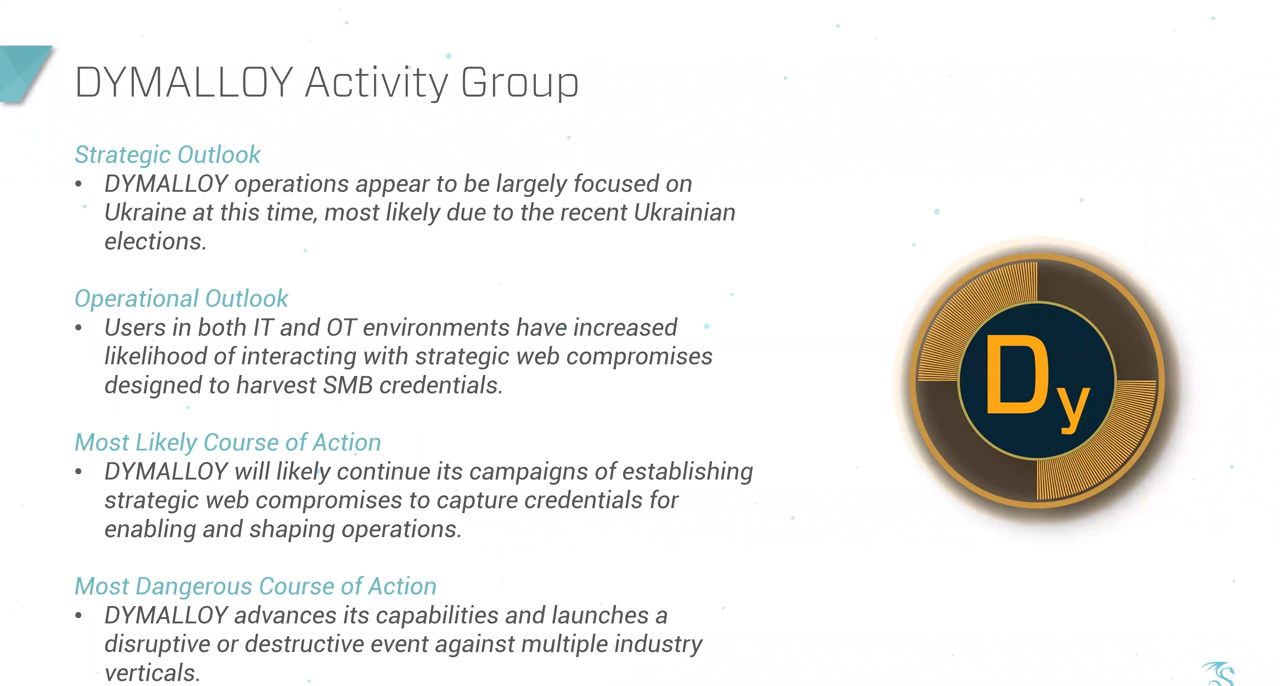 DYMALLOY Activity Group
Strategic Outlook
• DYMALLOY operations appear to be largely focused on
Ukraine at this time, most likely due to the recent Ukrainian
elections.
Operational Outlook
• Users in both IT and OT environments have increased
likelihood of interacting with strategic web compromises
designed to harvest SMB credentials.
Most Likely Course of Action
• DYMALLOY will likely continue its campaigns of establishing
strategic web compromises to capture credentials for
enabling and shaping operations.
Most Dangerous Course of Action
• DYMALLOY advances its capabilities and launches a
disruptive or destructive event against multiple industry
verticals.
Dy